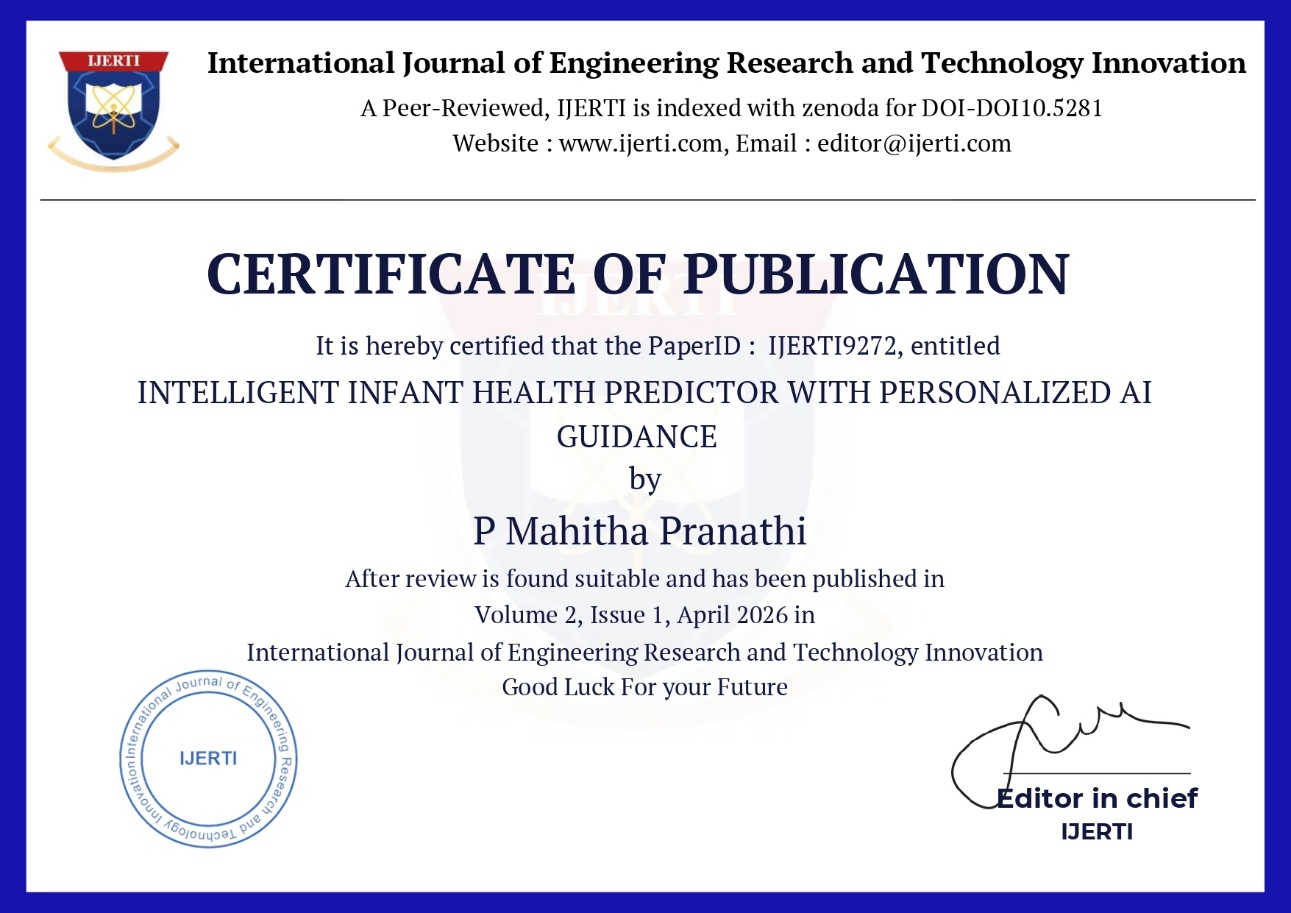 IJERTI
International Journal of Engineering Research and Technology Innovation
A Peer-Reviewed, IJERTI is indexed with zenoda for DOI-DOI10.5281
Website : www.ijerti.com, Email : editor@ijerti.com
IJERTI
CERTIFICATE OF PUBLICATION
It is hereby certified that the PaperID : IJERTI9272, entitled
INTELLIGENT INFANT HEALTH PREDICTOR WITH PERSONALIZED AI
GUIDANCE
by
P Mahitha Pranathi
After review is found suitable and has been published in
Volume 2, Issue 1, April 2026 in
International Journal of Engineering Research and Technology Innovation
Good Luck For your Future
International Journal of Engineering Research and Technology Innovation
IJERTI
Editor in chief
IJERTI